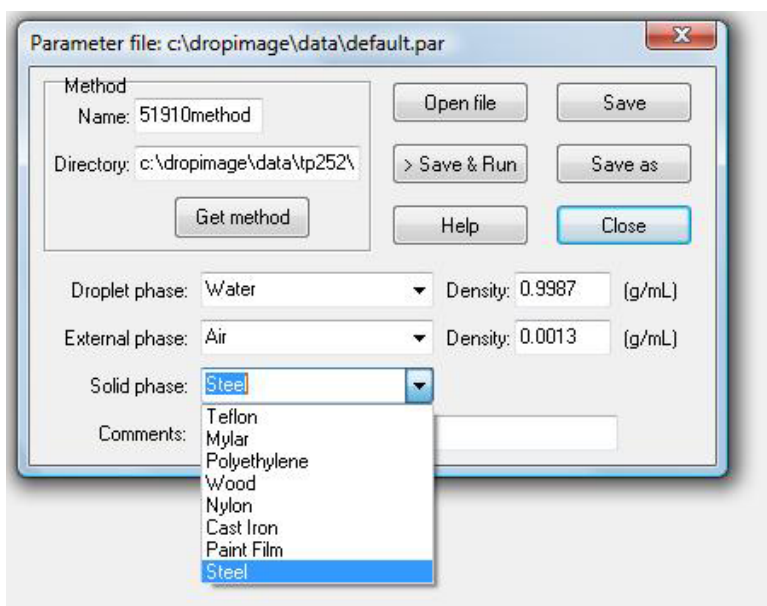 Parameter file: c:\dropimage\data\default.par
Method
Name: 51910method
Directory: c:\dropimage\data\tp252\
Get method
Open file
Save
> Save & Run
Save as
Help
Close
Droplet phase: Water Density: 0.9987 (g/mL)
External phase: Air Density: 0.0013 (g/mL)
Solid phase: Steel
Comments:
Teflon
Mylar
Polyethylene
Wood
Nylon
Cast Iron
Paint Film
Steel